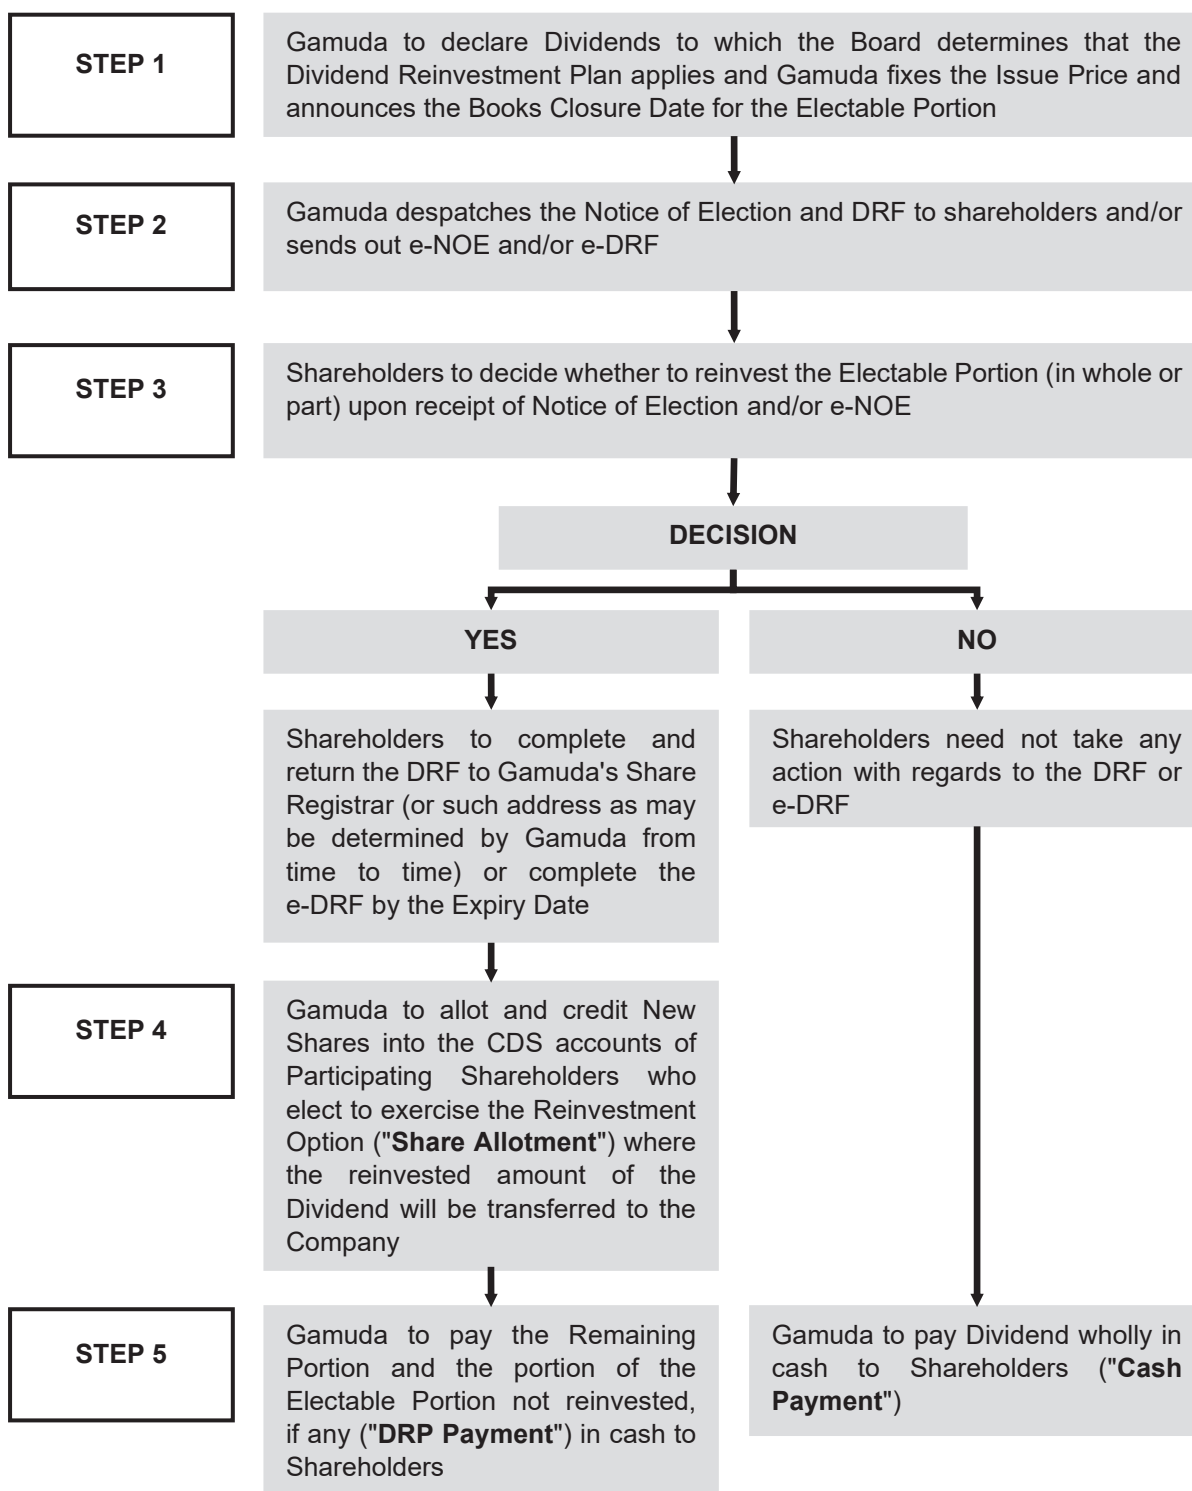 STEP 1
Gamuda to declare Dividends to which the Board determines that the
Dividend Reinvestment Plan applies and Gamuda fixes the Issue Price and
announces the Books Closure Date for the Electable Portion
STEP 2
Gamuda despatches the Notice of Election and DRF to shareholders and/or
sends out e-NOE and/or e-DRF
STEP 3
Shareholders to decide whether to reinvest the Electable Portion (in whole or
part) upon receipt of Notice of Election and/or e-NOE
DECISION
YES
NO
Shareholders to complete and
return the DRF to Gamuda's Share
Registrar (or such address as may
be determined by Gamuda from
time to time) or complete the
e-DRF by the Expiry Date
Shareholders need not take any
action with regards to the DRF or
e-DRF
STEP 4
Gamuda to allot and credit New
Shares into the CDS accounts of
Participating Shareholders who
elect to exercise the Reinvestment
Option ("Share Allotment") where
the reinvested amount of the
Dividend will be transferred to the
Company
STEP 5
Gamuda to pay the Remaining
Portion and the portion of the
Electable Portion not reinvested,
if any ("DRP Payment") in cash to
Shareholders
Gamuda to pay Dividend wholly in
cash to Shareholders ("Cash
Payment")